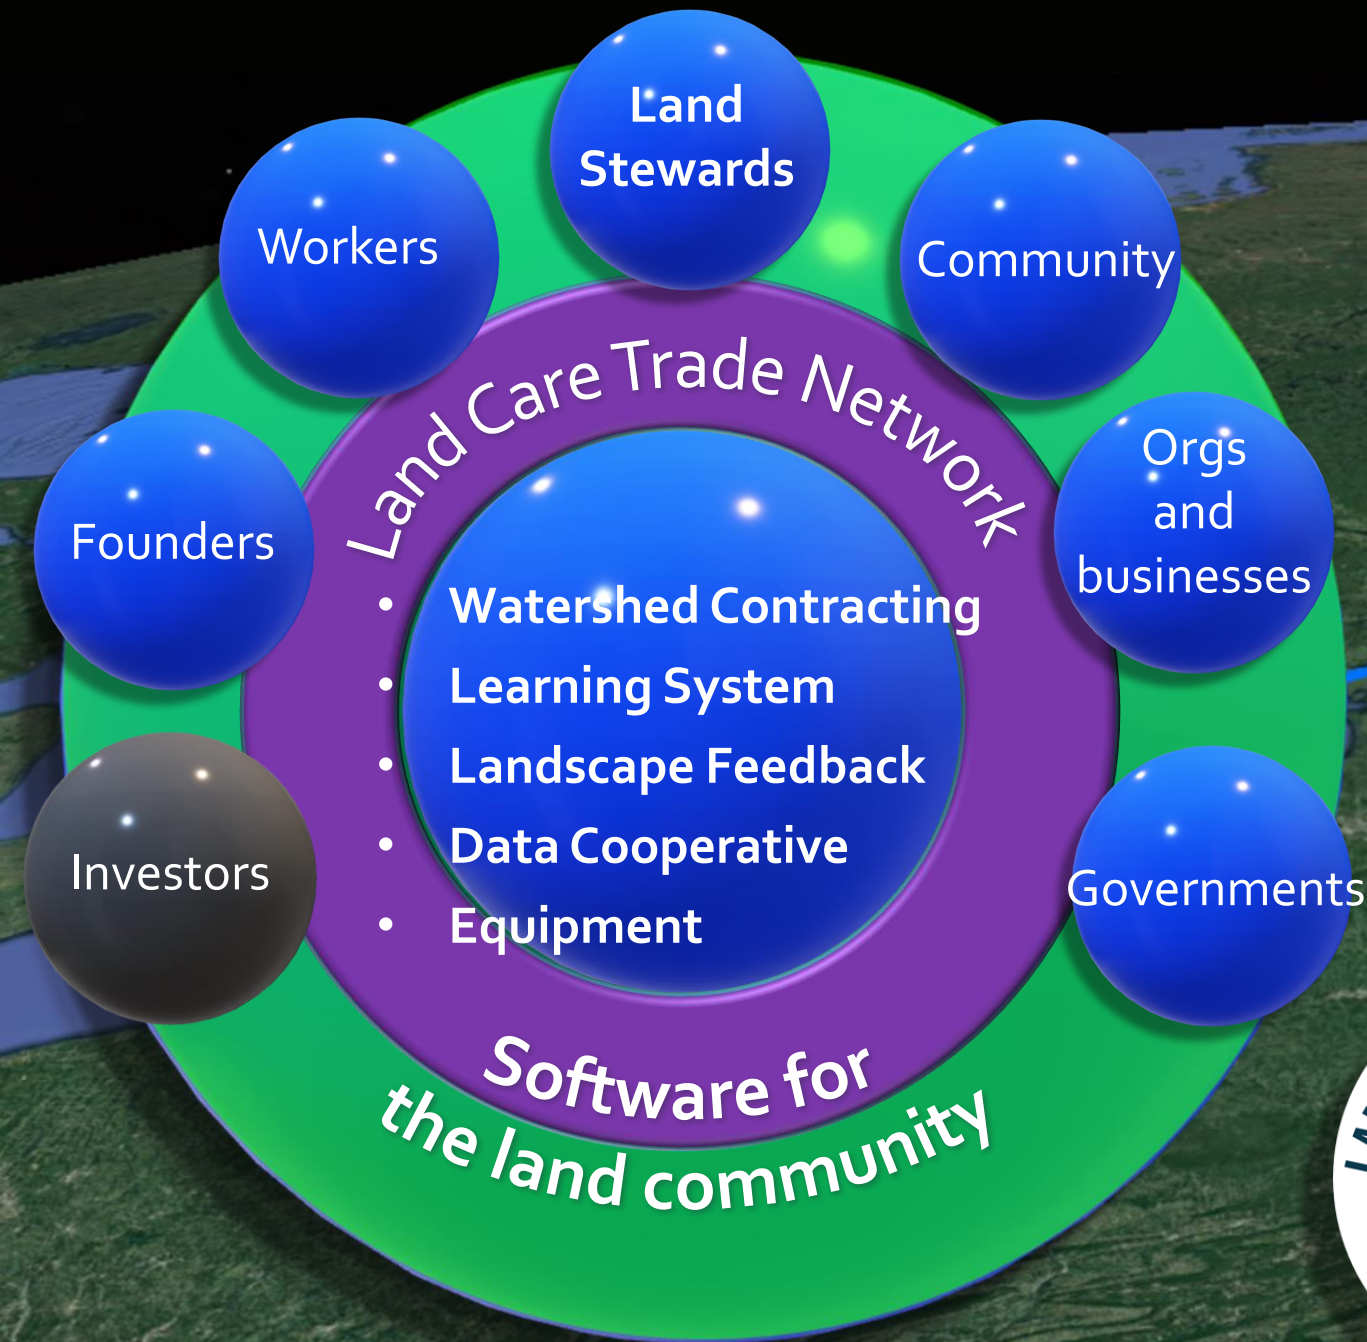 Land
Stewards
Workers
Community
Land Care Trade Network
Orgs
and
businesses
Founders
• Watershed Contracting
• Learning System
• Landscape Feedback
• Data Cooperative
• Equipment
Investors
Governments
Software for
the land community